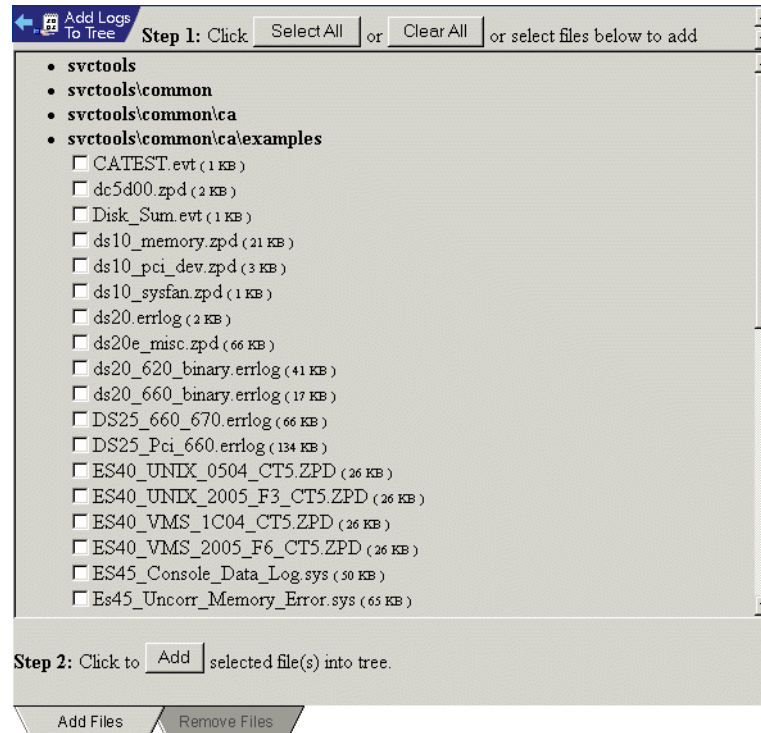 Add Logs
To Tree
Step 1: Click Select All or Clear All or select files below to add
• svctools
• svctools\common
• svctools\common\ca
• svctools\common\ca\examples
CATEST.evt ( 1 KB )
dc5d00.zpd ( 2 KB )
Disk_Sum.evt ( 1 KB )
ds10_memory.zpd ( 21 KB )
ds10_pci_dev.zpd ( 3 KB )
ds10_sysfan.zpd ( 1 KB )
ds20.errlog ( 2 KB )
ds20e_misc.zpd ( 66 KB )
ds20_620_binary.errlog ( 41 KB )
ds20_660_binary.errlog ( 17 KB )
DS25_660_670.errlog ( 66 KB )
DS25_Pci_660.errlog ( 134 KB )
ES40_UNIX_0504_CT5.ZPD ( 26 KB )
ES40_UNIX_2005_F3_CT5.ZPD ( 26 KB )
ES40_VMS_1C04_CT5.ZPD ( 26 KB )
ES40_VMS_2005_F6_CT5.ZPD ( 26 KB )
ES45_Console_Data_Log.sys ( 50 KB )
Es45_Uncorr_Memory_Error.sys ( 65 KB )
Step 2: Click to Add selected file(s) into tree.
Add Files Remove Files